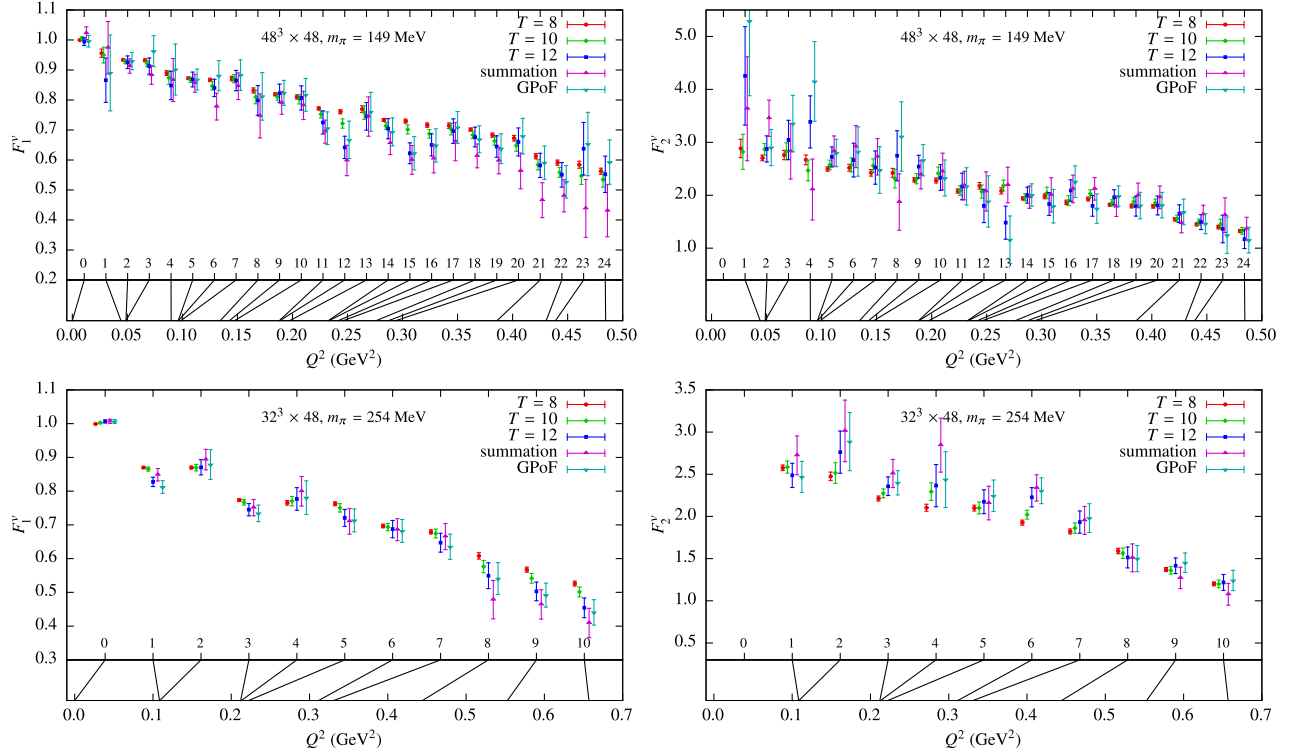 F₁ᵛ
1.1
1.0
0.9
0.8
0.7
0.6
0.5
0.4
0.3
0.2
48³ × 48, mπ = 149 MeV
T = 8
T = 10
T = 12
summation
GPoF
0 1 2 3 4 5 6 7 8 9 10 11 12 13 14 15 16 17 18 19 20 21 22 23 24
0.00 0.05 0.10 0.15 0.20 0.25 0.30 0.35 0.40 0.45 0.50
Q² (GeV²)
F₂ᵛ
5.0
4.0
3.0
2.0
1.0
48³ × 48, mπ = 149 MeV
T = 8
T = 10
T = 12
summation
GPoF
0 1 2 3 4 5 6 7 8 9 10 11 12 13 14 15 16 17 18 19 20 21 22 23 24
0.00 0.05 0.10 0.15 0.20 0.25 0.30 0.35 0.40 0.45 0.50
Q² (GeV²)
F₁ᵛ
1.1
1.0
0.9
0.8
0.7
0.6
0.5
0.4
0.3
32³ × 48, mπ = 254 MeV
T = 8
T = 10
T = 12
summation
GPoF
0 1 2 3 4 5 6 7 8 9 10
0.0 0.1 0.2 0.3 0.4 0.5 0.6 0.7
Q² (GeV²)
F₂ᵛ
3.5
3.0
2.5
2.0
1.5
1.0
0.5
32³ × 48, mπ = 254 MeV
T = 8
T = 10
T = 12
summation
GPoF
0 1 2 3 4 5 6 7 8 9 10
0.0 0.1 0.2 0.3 0.4 0.5 0.6 0.7
Q² (GeV²)